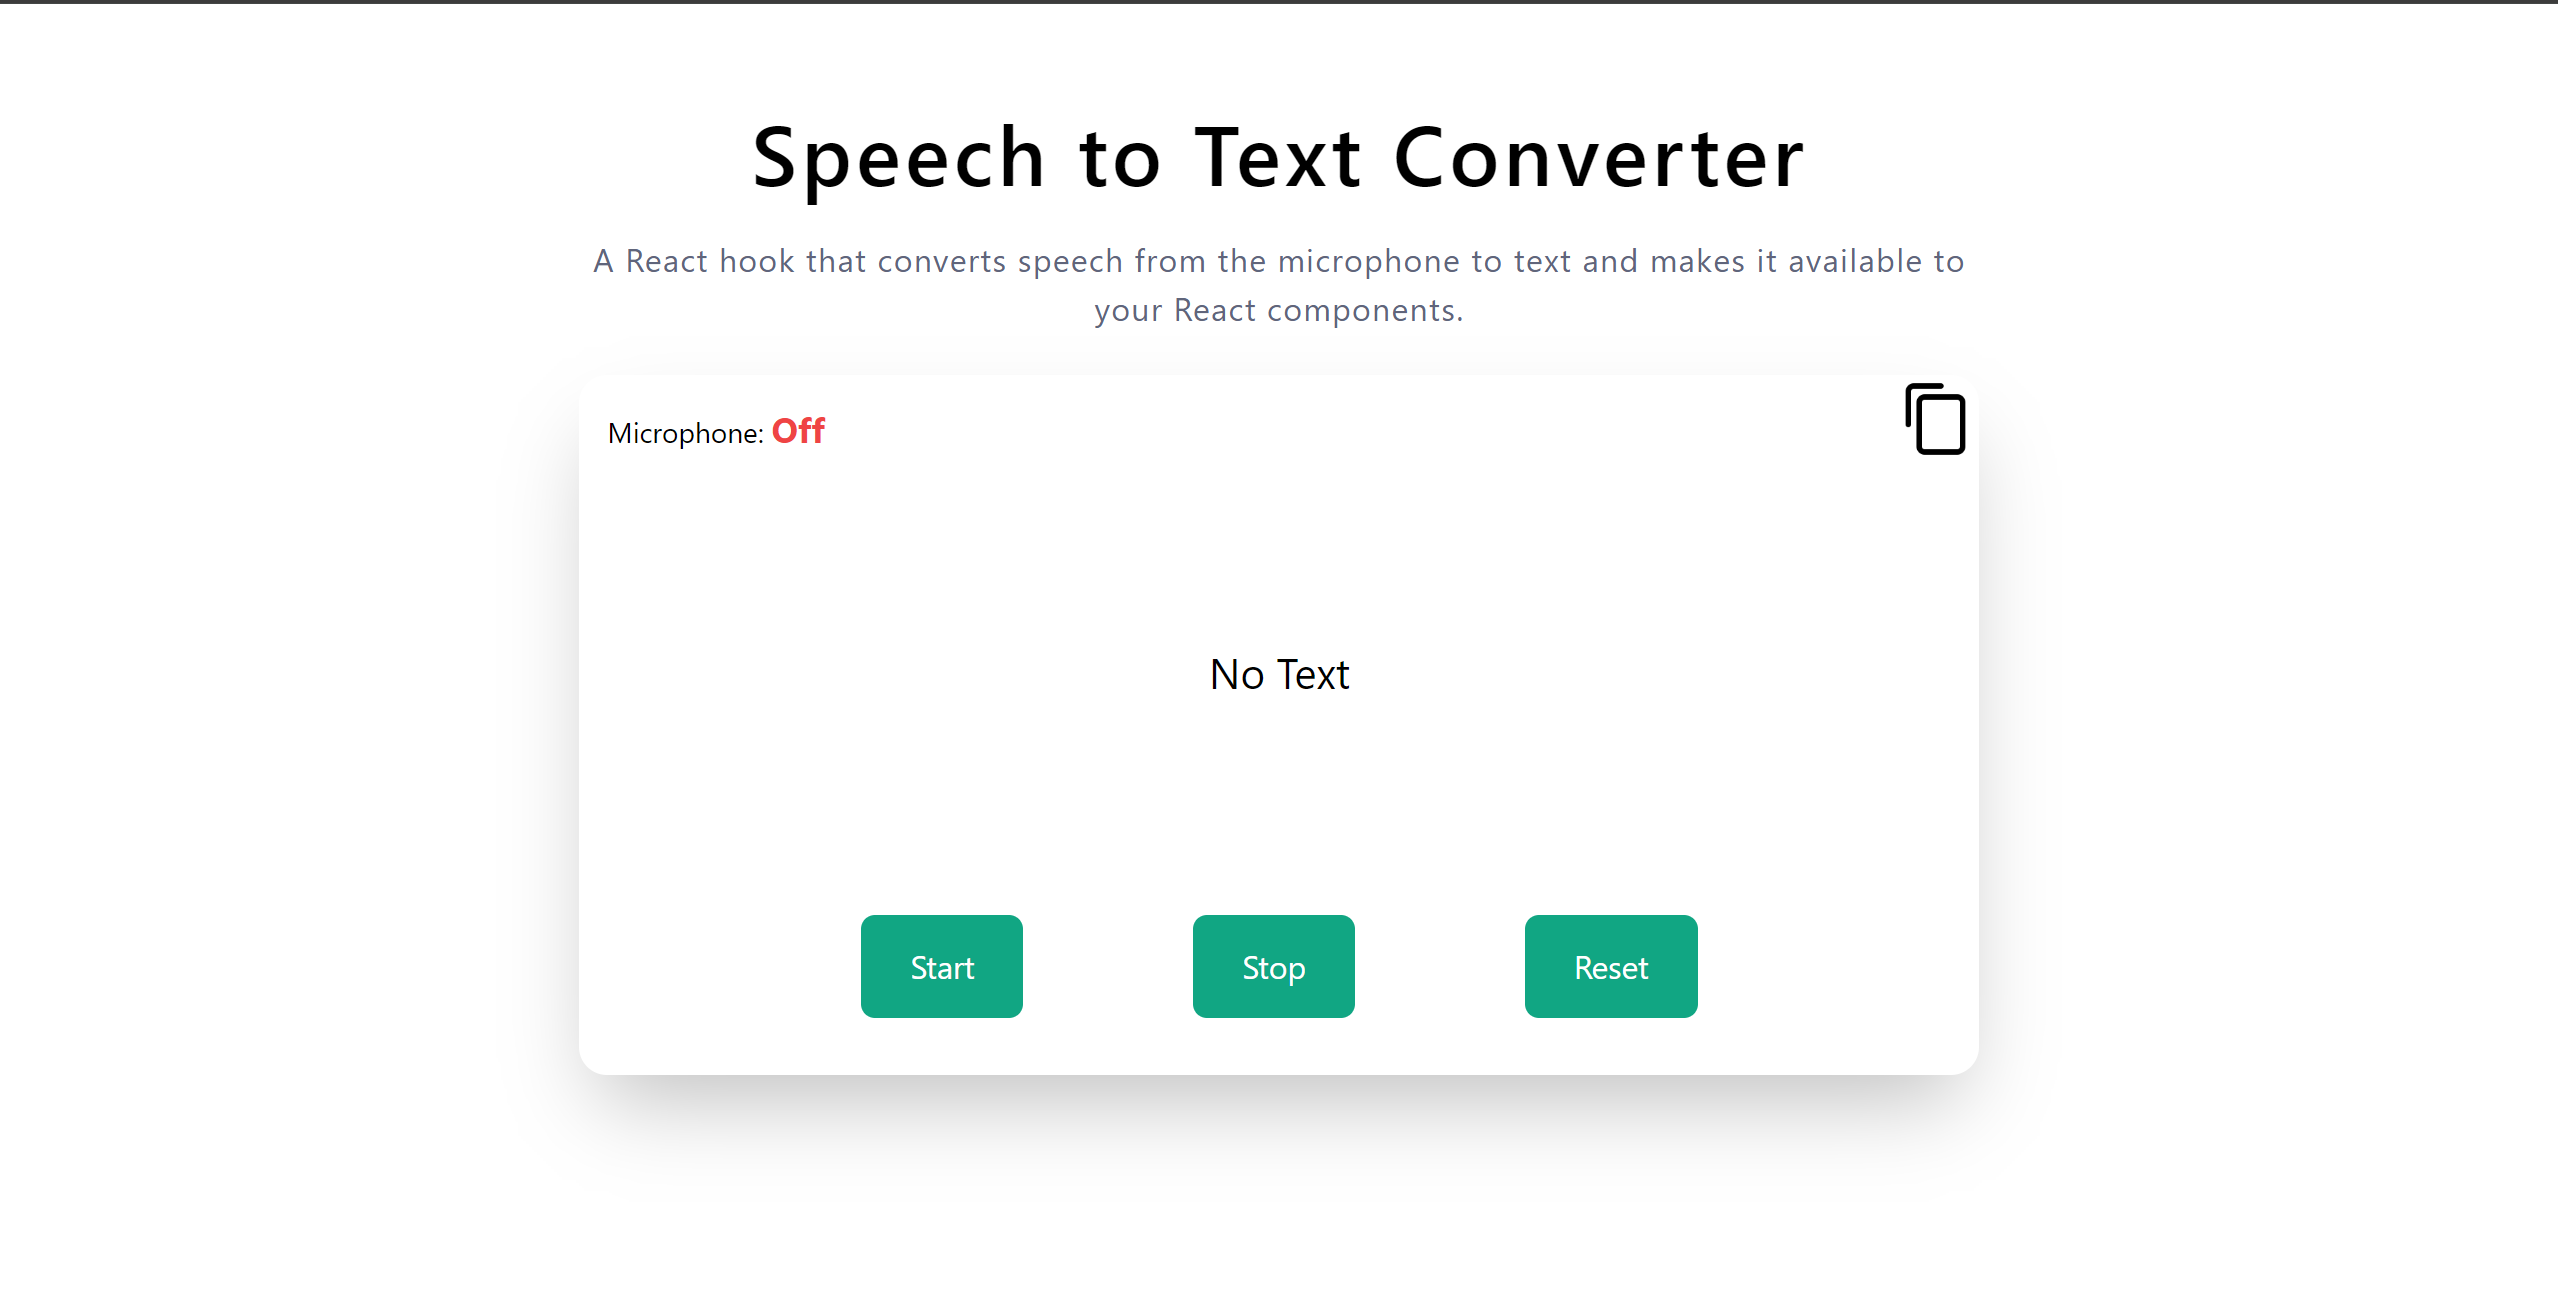 Speech to Text Converter
A React hook that converts speech from the microphone to text and makes it available to
your React components.
Microphone: Off
No Text
Start
Stop
Reset